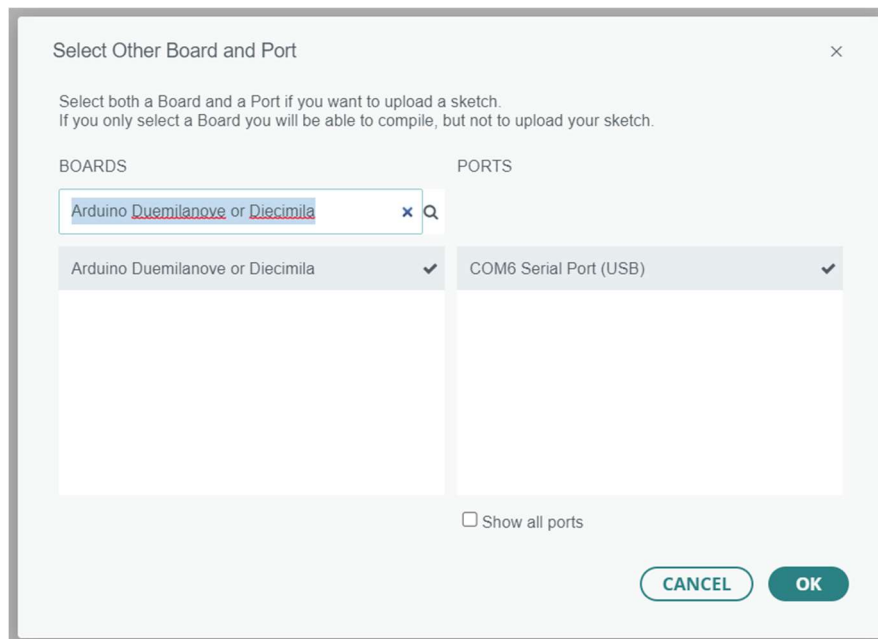 Select Other Board and Port
Select both a Board and a Port if you want to upload a sketch.
If you only select a Board you will be able to compile, but not to upload your sketch.
BOARDS
PORTS
Arduino Duemilanove or Diecimila
Arduino Duemilanove or Diecimila
COM6 Serial Port (USB)
Show all ports
CANCEL
OK